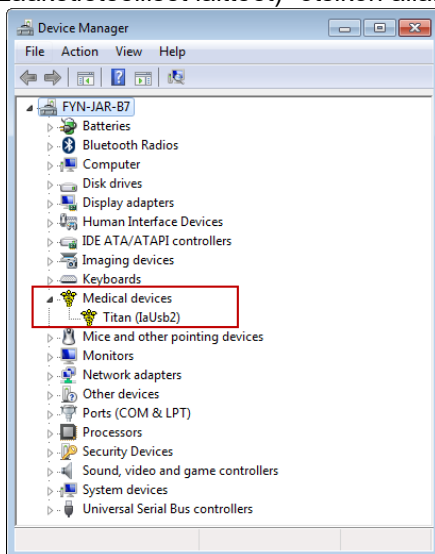 Device Manager
File Action View Help
FYN-JAR-B7
Batteries
Bluetooth Radios
Computer
Disk drives
Display adapters
Human Interface Devices
IDE ATA/ATAPI controllers
Imaging devices
Keyboards
Medical devices
Titan (IaUsb2)
Mice and other pointing devices
Monitors
Network adapters
Other devices
Ports (COM & LPT)
Processors
Security Devices
Sound, video and game controllers
System devices
Universal Serial Bus controllers